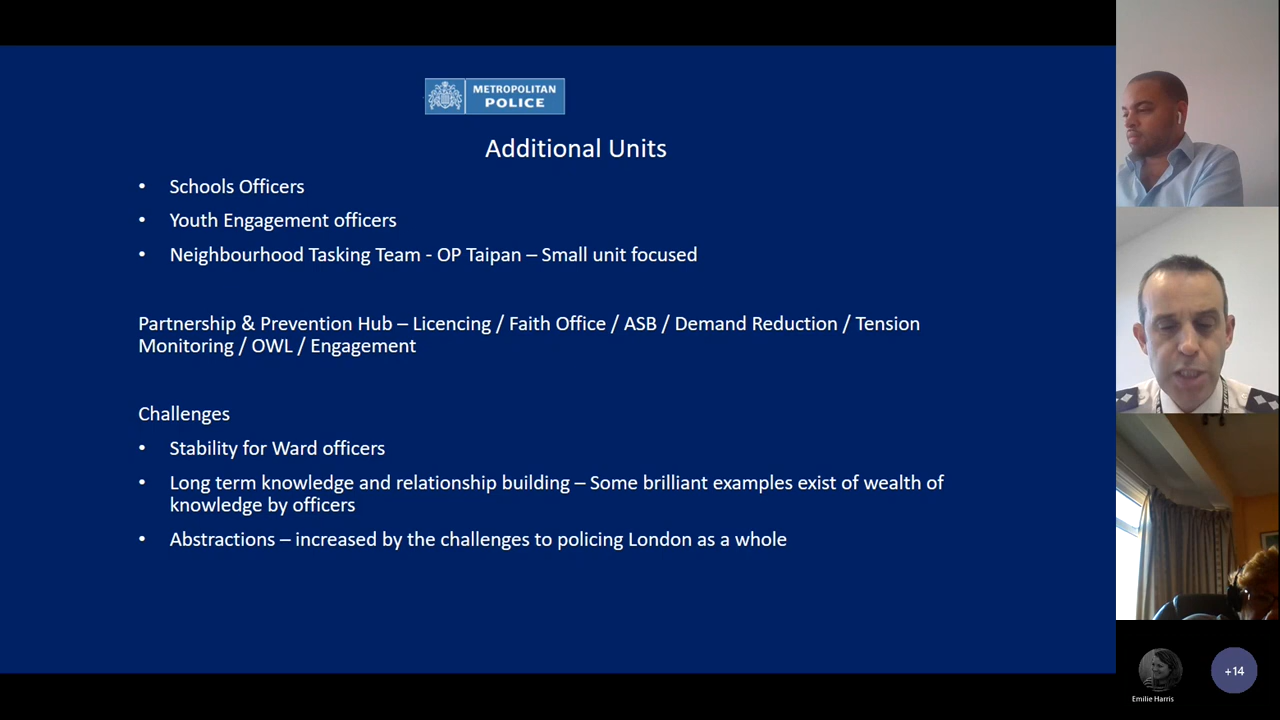 METROPOLITAN
POLICE
Additional Units
• Schools Officers
• Youth Engagement officers
• Neighbourhood Tasking Team - OP Taipan – Small unit focused
Partnership & Prevention Hub – Licencing / Faith Office / ASB / Demand Reduction / Tension
Monitoring / OWL / Engagement
Challenges
• Stability for Ward officers
• Long term knowledge and relationship building – Some brilliant examples exist of wealth of
knowledge by officers
• Abstractions – increased by the challenges to policing London as a whole
+14
Emilie Harris